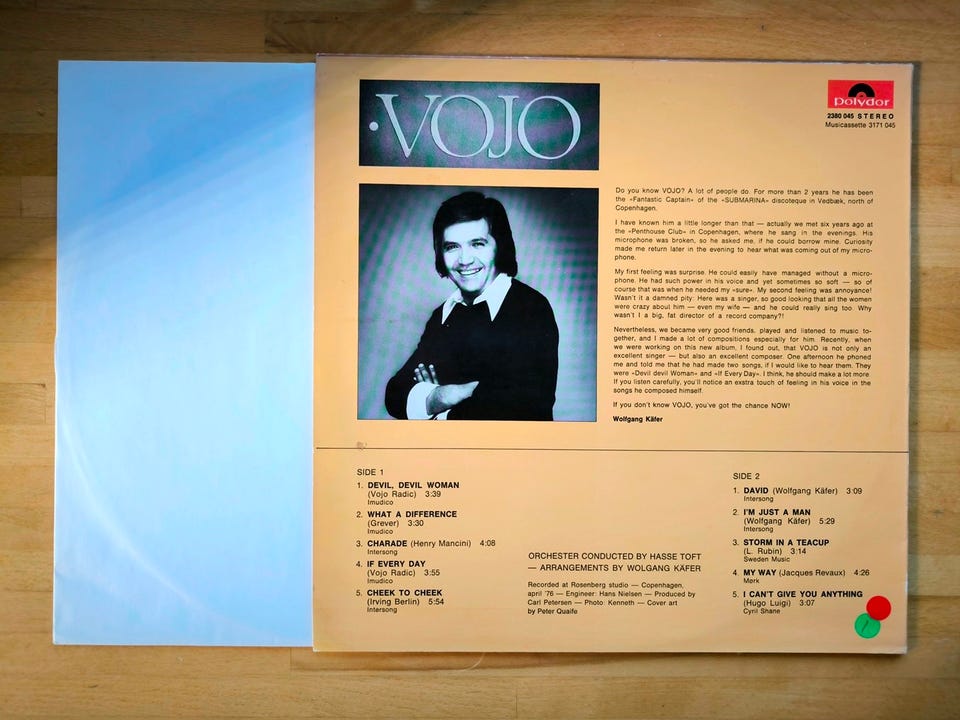 ·VOJO
polydor
2380 045 STEREO
Musicassette 3171 045
Do you know VOJO? A lot of people do. For more than 2 years he has been
the «Fantastic Captain» of the «SUBMARINA» discoteque in Vedbæk, north of
Copenhagen.
I have known him a little longer than that — actually we met six years ago at
the «Penthouse Club» in Copenhagen, where he sang in the evenings. His
microphone was broken, so he asked me, if he could borrow mine. Curiosity
made me return later in the evening to hear what was coming out of my micro-
phone.
My first feeling was surprise. He could easily have managed without a micro-
phone. He had such power in his voice and yet sometimes so soft — so of
course that was when he needed my «sure». My second feeling was annoyance!
Wasn't it a damned pity: Here was a singer, so good looking that all the women
were crazy about him — even my wife — and he could really sing too. Why
wasn't I a big, fat director of a record company?!
Nevertheless, we became very good friends, played and listened to music to-
gether, and I made a lot of compositions especially for him. Recently, when
we were working on this new album, I found out, that VOJO is not only an
excellent singer — but also an excellent composer. One afternoon he phoned
me and told me that he had made two songs, if I would like to hear them. They
were «Devil devil Woman» and «If Every Day». I think, he should make a lot more.
If you listen carefully, you'll notice an exstra touch of feeling in his voice in the
songs he composed himself.
If you don't know VOJO, you've got the chance NOW!
Wolfgang Käfer
SIDE 1
1. DEVIL, DEVIL WOMAN
(Vojo Radic) 3:39
Imudico
2. WHAT A DIFFERENCE
(Grever) 3:30
Imudico
3. CHARADE (Henry Mancini) 4:08
Intersong
4. IF EVERY DAY
(Vojo Radic) 3:55
Imudico
5. CHEEK TO CHEEK
(Irving Berlin) 5:54
Intersong
ORCHESTER CONDUCTED BY HASSE TOFT
— ARRANGEMENTS BY WOLGANG KÄFER
Recorded at Rosenberg studio — Copenhagen,
april '76 — Engineer: Hans Nielsen — Produced by
Carl Petersen — Photo: Kenneth — Cover art
by Peter Quaife
SIDE 2
1. DAVID (Wolfgang Käfer) 3:09
Intersong
2. I'M JUST A MAN
(Wolfgang Käfer) 5:29
Intersong
3. STORM IN A TEACUP
(L. Rubin) 3:14
Sweden Music
4. MY WAY (Jacques Revaux) 4:26
Mørk
5. I CAN'T GIVE YOU ANYTHING
(Hugo Luigi) 3:07
Cyril Shane